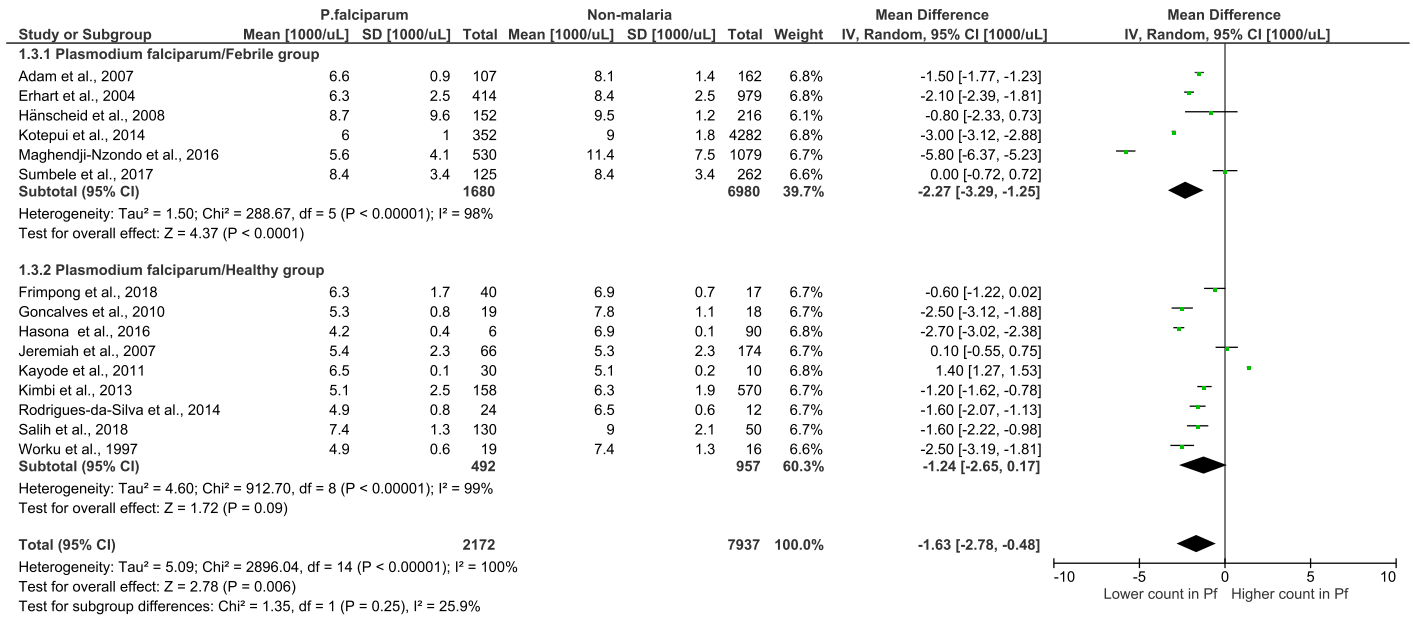 P.falciparum Non-malaria Mean Difference Mean Difference
Study or Subgroup Mean [1000/uL] SD [1000/uL] Total Mean [1000/uL] SD [1000/uL] Total Weight IV, Random, 95% CI [1000/uL] IV, Random, 95% CI [1000/uL]
1.3.1 Plasmodium falciparum/Febrile group
Adam et al., 2007 6.6 0.9 107 8.1 1.4 162 6.8% -1.50 [-1.77, -1.23]
Erhart et al., 2004 6.3 2.5 414 8.4 2.5 979 6.8% -2.10 [-2.39, -1.81]
Hänscheid et al., 2008 8.7 9.6 152 9.5 1.2 216 6.1% -0.80 [-2.33, 0.73]
Kotepui et al., 2014 6 1 352 9 1.8 4282 6.8% -3.00 [-3.12, -2.88]
Maghendji-Nzondo et al., 2016 5.6 4.1 530 11.4 7.5 1079 6.7% -5.80 [-6.37, -5.23]
Sumbele et al., 2017 8.4 3.4 125 8.4 3.4 262 6.6% 0.00 [-0.72, 0.72]
Subtotal (95% CI) 1680 6980 39.7% -2.27 [-3.29, -1.25]
Heterogeneity: Tau² = 1.50; Chi² = 288.67, df = 5 (P < 0.00001); I² = 98%
Test for overall effect: Z = 4.37 (P < 0.0001)
1.3.2 Plasmodium falciparum/Healthy group
Frimpong et al., 2018 6.3 1.7 40 6.9 0.7 17 6.7% -0.60 [-1.22, 0.02]
Goncalves et al., 2010 5.3 0.8 19 7.8 1.1 18 6.7% -2.50 [-3.12, -1.88]
Hasona et al., 2016 4.2 0.4 6 6.9 0.1 90 6.7% -2.70 [-3.02, -2.38]
Jeremiah et al., 2007 5.4 2.3 66 5.3 2.3 174 6.7% 0.10 [-0.55, 0.75]
Kayode et al., 2011 6.5 0.1 30 5.1 0.2 10 6.8% 1.40 [1.27, 1.53]
Kimbi et al., 2013 5.1 2.5 158 6.3 1.9 570 6.7% -1.20 [-1.62, -0.78]
Rodrigues-da-Silva et al., 2014 4.9 0.8 24 6.5 0.6 12 6.7% -1.60 [-2.07, -1.13]
Salih et al., 2018 7.4 1.3 130 9 2.1 50 6.7% -1.60 [-2.22, -0.98]
Worku et al., 1997 4.9 0.6 19 7.4 1.3 16 6.6% -2.50 [-3.19, -1.81]
Subtotal (95% CI) 492 957 60.3% -1.24 [-2.65, 0.17]
Heterogeneity: Tau² = 4.60; Chi² = 912.70, df = 8 (P < 0.00001); I² = 99%
Test for overall effect: Z = 1.72 (P = 0.09)
Total (95% CI) 2172 7937 100.0% -1.63 [-2.78, -0.48]
Heterogeneity: Tau² = 5.09; Chi² = 2896.04, df = 14 (P < 0.00001); I² = 100%
-10 -5 0 5 10
Test for overall effect: Z = 2.78 (P = 0.006)
Lower count in Pf Higher count in Pf
Test for subgroup differences: Chi² = 1.35, df = 1 (P = 0.25), I² = 25.9%